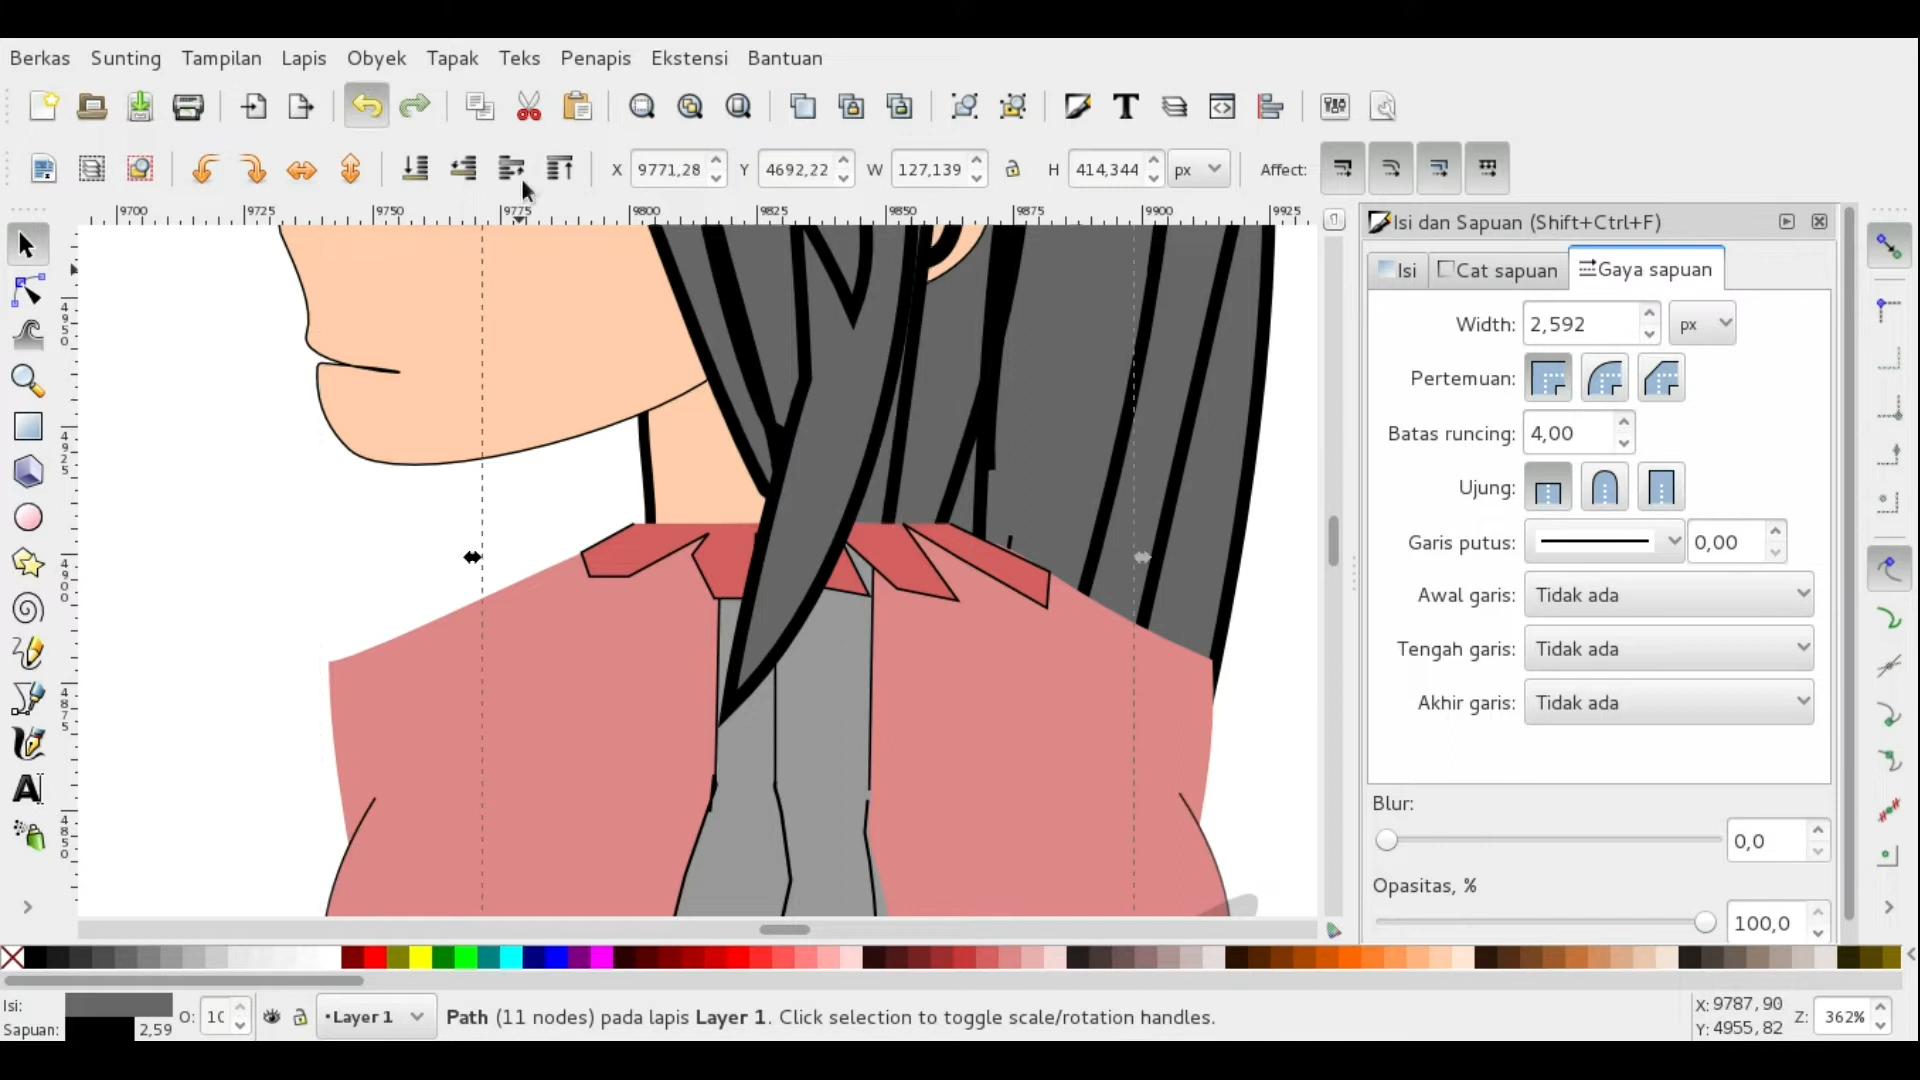 Berkas Sunting Tampilan Lapis Obyek Tapak Teks Penapis Ekstensi Bantuan
X 9771,28 Y 4692,22 W 127,139 H 414,344 px Affect:
9700 9725 9750 9775 9800 9825 9850 9875 9900 9925
4950
4925
4900
4875
4850
Isi dan Sapuan (Shift+Ctrl+F)
Isi Cat sapuan Gaya sapuan
Width: 2,592 px
Pertemuan:
Batas runcing: 4,00
Ujung:
Garis putus: 0,00
Awal garis: Tidak ada
Tengah garis: Tidak ada
Akhir garis: Tidak ada
Blur:
0,0
Opasitas, %
100,0
Isi:
Sapuan: 2,59
O: 10
•Layer 1
Path (11 nodes) pada lapis Layer 1. Click selection to toggle scale/rotation handles.
X: 9787,90
Y: 4955,82
Z: 362%